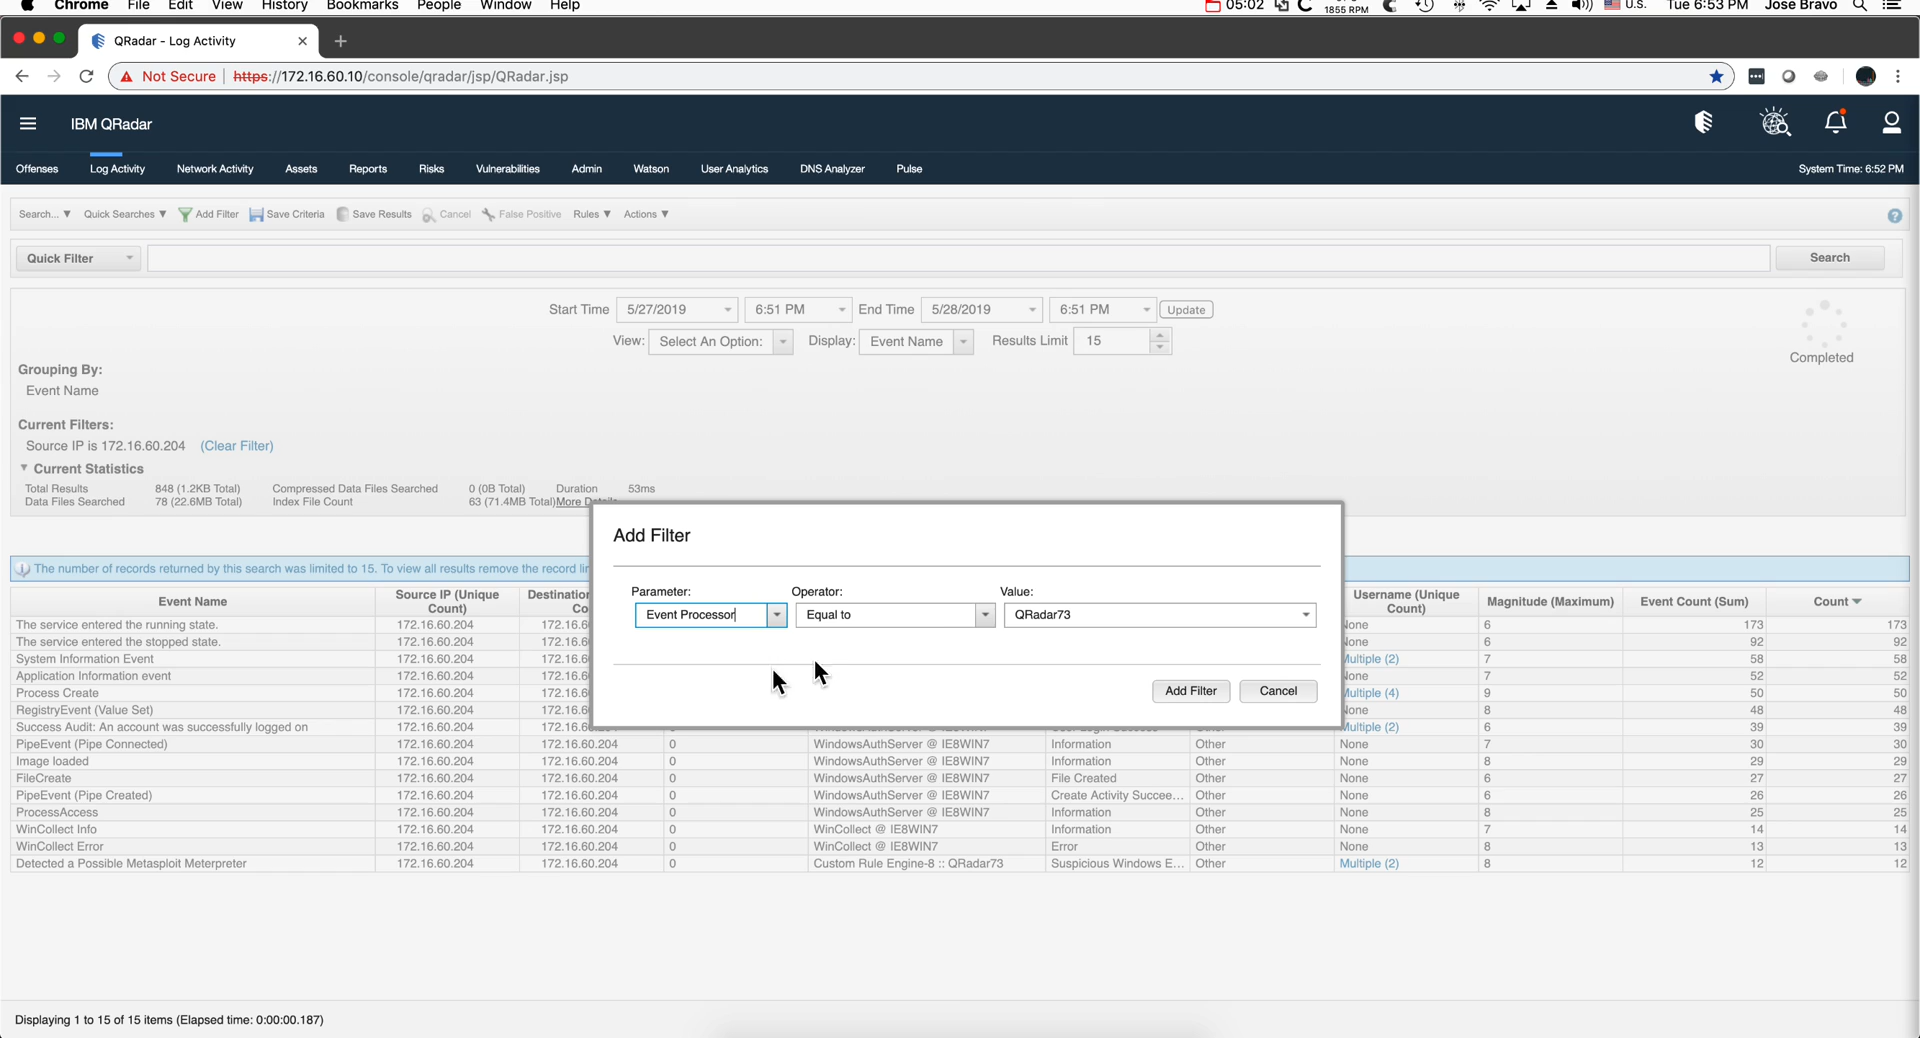 Chrome File Edit View History Bookmarks People Window Help 05:02 1855 RPM U.S. Tue 6:53 PM Jose Bravo
QRadar - Log Activity
Not Secure https://172.16.60.10/console/qradar/jsp/QRadar.jsp
IBM QRadar
Offenses Log Activity Network Activity Assets Reports Risks Vulnerabilities Admin Watson User Analytics DNS Analyzer Pulse System Time: 6:52 PM
Search... ▼ Quick Searches ▼ Add Filter Save Criteria Save Results Cancel False Positive Rules ▼ Actions ▼
Quick Filter Search
Start Time 5/27/2019 6:51 PM End Time 5/28/2019 6:51 PM Update
View: Select An Option: Display: Event Name Results Limit 15
Completed
Grouping By:
Event Name
Current Filters:
Source IP is 172.16.60.204 (Clear Filter)
▼ Current Statistics
Total Results 848 (1.2KB Total) Compressed Data Files Searched 0 (0B Total) Duration 53ms
Data Files Searched 78 (22.6MB Total) Index File Count 63 (71.4MB Total) More Details
Add Filter
Parameter: Operator: Value:
Event Processor Equal to QRadar73
Add Filter Cancel
The number of records returned by this search was limited to 15. To view all results remove the record
Event Name Source IP (Unique Count) Destination Username (Unique Count) Magnitude (Maximum) Event Count (Sum) Count ▼
The service entered the running state. 172.16.60.204 172.16.6 None 6 173 173
The service entered the stopped state. 172.16.60.204 172.16.6 None 6 92 92
System Information Event 172.16.60.204 172.16.6 Multiple (2) 7 58 58
Application Information event 172.16.60.204 172.16.6 None 7 52 52
Process Create 172.16.60.204 172.16.6 Multiple (4) 9 50 50
RegistryEvent (Value Set) 172.16.60.204 172.16.6 None 8 48 48
Success Audit: An account was successfully logged on 172.16.60.204 172.16.6 Multiple (2) 6 39 39
PipeEvent (Pipe Connected) 172.16.60.204 172.16.60.204 0 WindowsAuthServer @ IE8WIN7 Information Other None 7 30 30
Image loaded 172.16.60.204 172.16.60.204 0 WindowsAuthServer @ IE8WIN7 Information Other None 8 29 29
FileCreate 172.16.60.204 172.16.60.204 0 WindowsAuthServer @ IE8WIN7 File Created Other None 6 27 27
PipeEvent (Pipe Created) 172.16.60.204 172.16.60.204 0 WindowsAuthServer @ IE8WIN7 Create Activity Succee... Other None 6 26 26
ProcessAccess 172.16.60.204 172.16.60.204 0 WindowsAuthServer @ IE8WIN7 Information Other None 8 25 25
WinCollect Info 172.16.60.204 172.16.60.204 0 WinCollect @ IE8WIN7 Information Other None 7 14 14
WinCollect Error 172.16.60.204 172.16.60.204 0 WinCollect @ IE8WIN7 Error Other None 8 13 13
Detected a Possible Metasploit Meterpreter 172.16.60.204 172.16.60.204 0 Custom Rule Engine-8 :: QRadar73 Suspicious Windows E... Other Multiple (2) 8 12 12
Displaying 1 to 15 of 15 items (Elapsed time: 0:00:00.187)